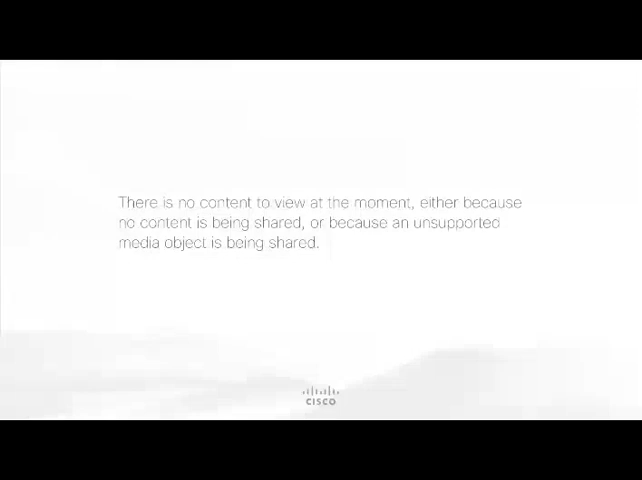 There is no content to view at the moment, either because
no content is being shared, or because an unsupported
media object is being shared.
CISCO